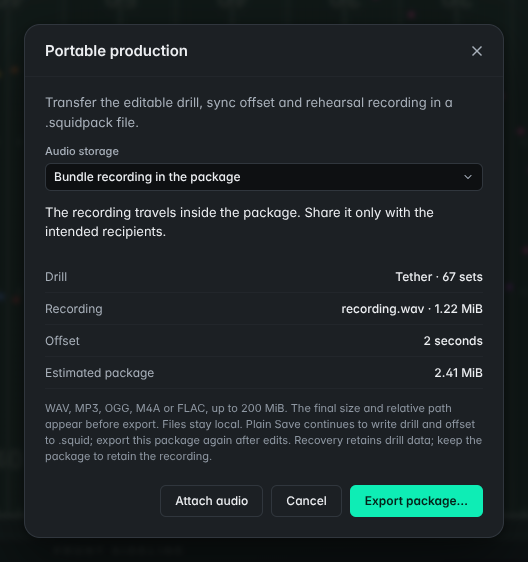 Portable production
Transfer the editable drill, sync offset and rehearsal recording in a
.squidpack file.
Audio storage
Bundle recording in the package
The recording travels inside the package. Share it only with the
intended recipients.
Drill
Tether · 67 sets
Recording
recording.wav · 1.22 MiB
Offset
2 seconds
Estimated package
2.41 MiB
WAV, MP3, OGG, M4A or FLAC, up to 200 MiB. The final size and relative path
appear before export. Files stay local. Plain Save continues to write drill and offset
to .squid; export this package again after edits. Recovery retains drill data; keep the
package to retain the recording.
Attach audio
Cancel
Export package...